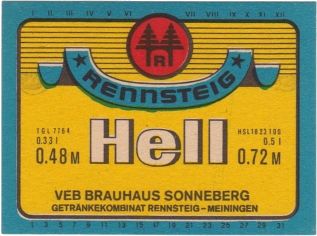 I II III IV V VI VII VIII IX X XI XII
R
RENNSTEIG
TGL 7764
0.33 l
0.48 M
Hell
HSL 1823100
0.5 l
0.72 M
VEB BRAUHAUS SONNEBERG
GETRÄNKEKOMBINAT RENNSTEIG – MEININGEN
1 3 5 7 9 11 13 15 17 19 21 23 25 27 29 31